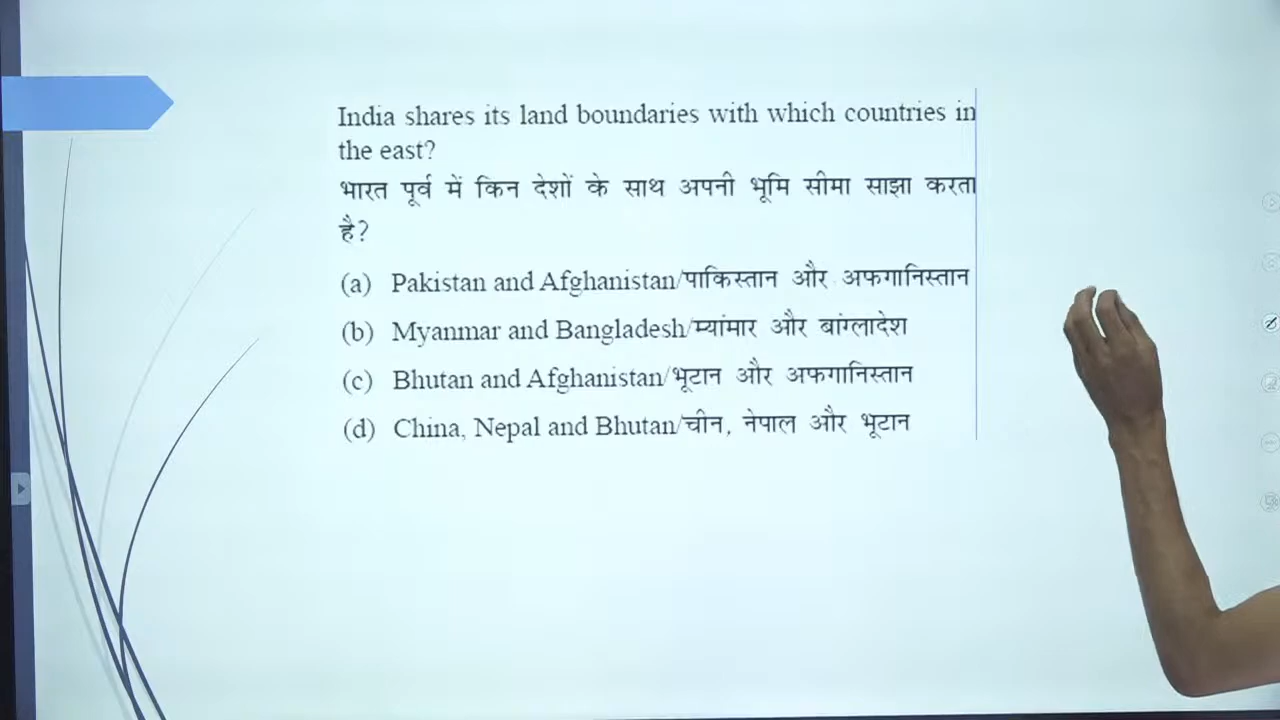 India shares its land boundaries with which countries in
the east?
भारत पूर्व में किन देशों के साथ अपनी भूमि सीमा साझा करता
है?
(a) Pakistan and Afghanistan/पाकिस्तान और अफगानिस्तान
(b) Myanmar and Bangladesh/म्यांमार और बांग्लादेश
(c) Bhutan and Afghanistan/भूटान और अफगानिस्तान
(d) China, Nepal and Bhutan/चीन, नेपाल और भूटान